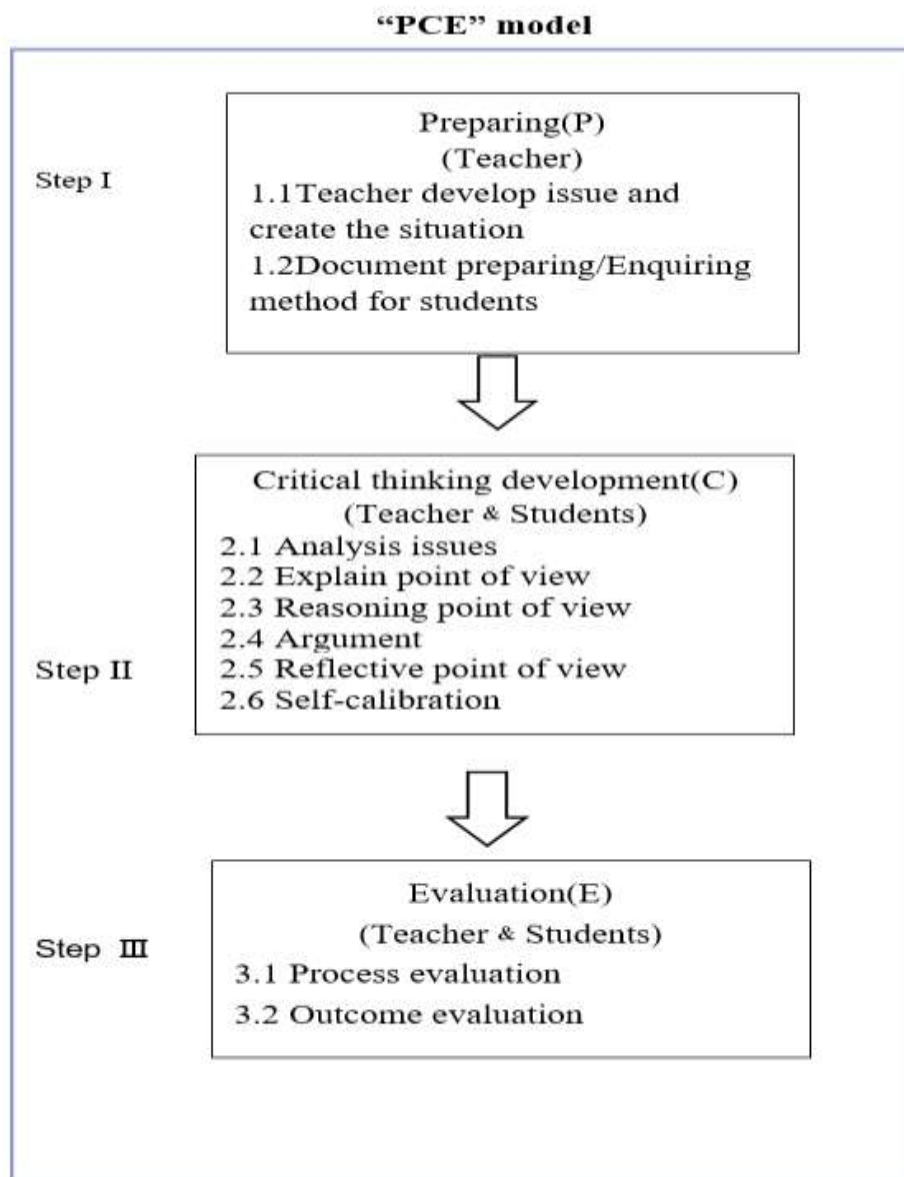 “PCE” model
Step I
Preparing(P)
(Teacher)
1.1Teacher develop issue and
create the situation
1.2Document preparing/Enquiring
method for students
Step II
Critical thinking development(C)
(Teacher & Students)
2.1 Analysis issues
2.2 Explain point of view
2.3 Reasoning point of view
2.4 Argument
2.5 Reflective point of view
2.6 Self-calibration
Step Ⅲ
Evaluation(E)
(Teacher & Students)
3.1 Process evaluation
3.2 Outcome evaluation